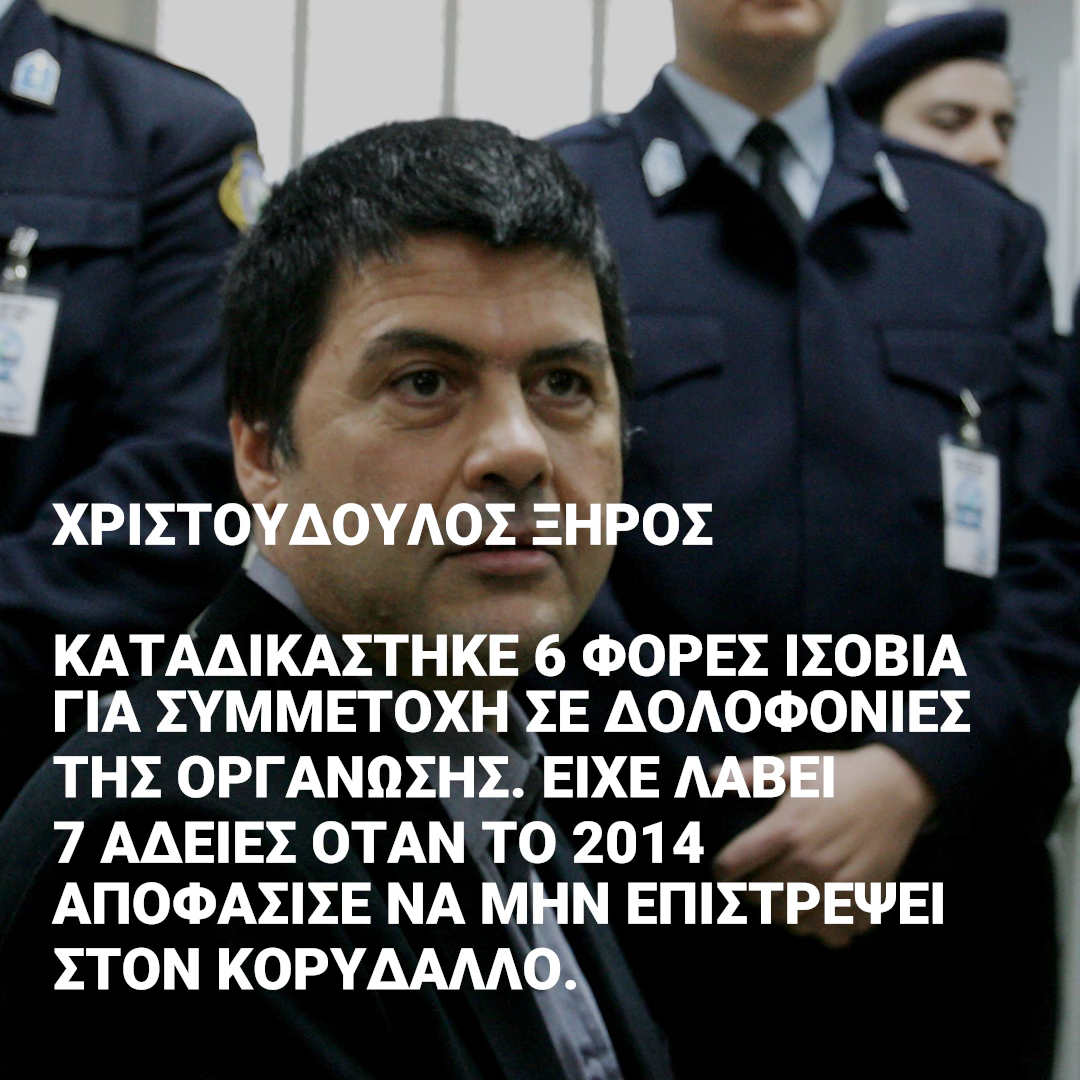 ΧΡΙΣΤΟΥΔΟΥΛΟΣ ΞΗΡΟΣ
ΚΑΤΑΔΙΚΑΣΤΗΚΕ 6 ΦΟΡΕΣ ΙΣΟΒΙΑ
ΓΙΑ ΣΥΜΜΕΤΟΧΗ ΣΕ ΔΟΛΟΦΟΝΙΕΣ
ΤΗΣ ΟΡΓΑΝΩΣΗΣ. ΕΙΧΕ ΛΑΒΕΙ
7 ΑΔΕΙΕΣ ΟΤΑΝ ΤΟ 2014
ΑΠΟΦΑΣΙΣΕ ΝΑ ΜΗΝ ΕΠΙΣΤΡΕΨΕΙ
ΣΤΟΝ ΚΟΡΥΔΑΛΛΟ.